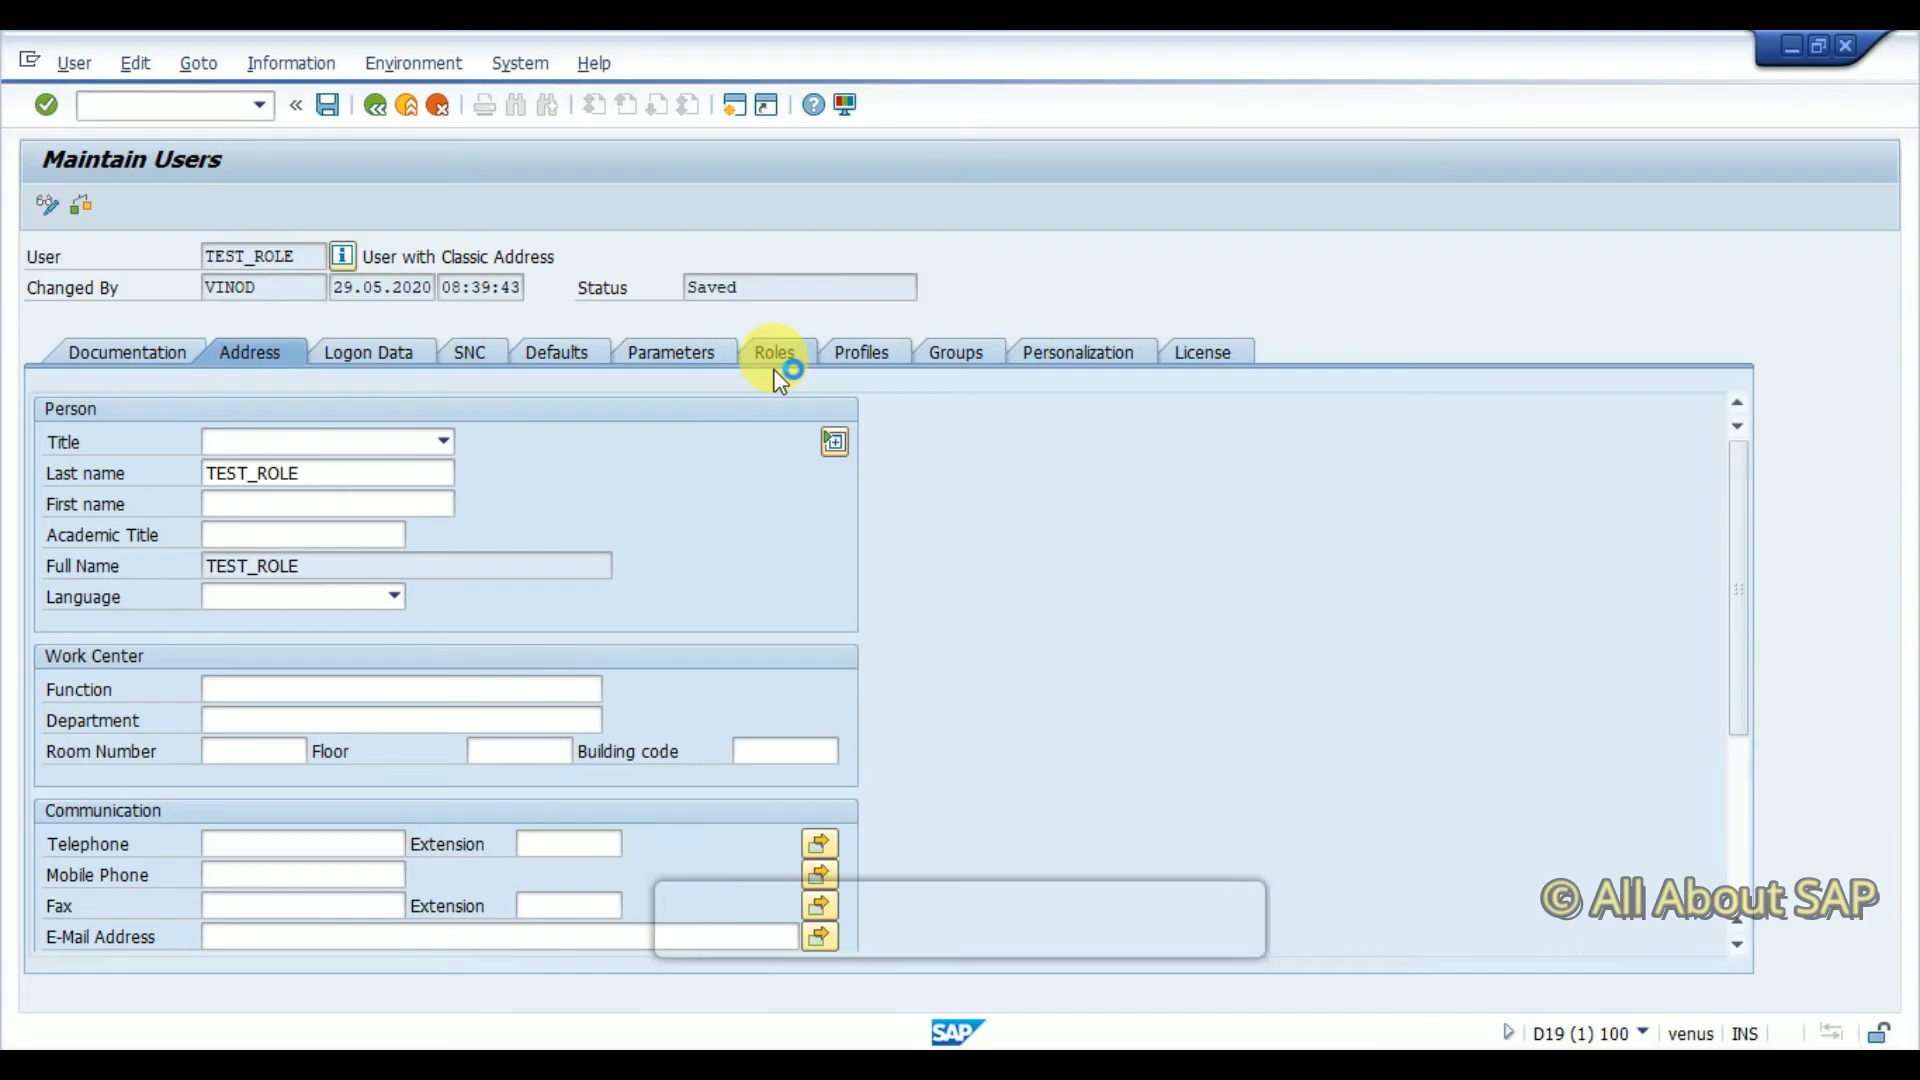 User Edit Goto Information Environment System Help
Maintain Users
User TEST_ROLE User with Classic Address
Changed By VINOD 29.05.2020 08:39:43 Status Saved
Documentation Address Logon Data SNC Defaults Parameters Roles Profiles Groups Personalization License
Person
Title
Last name TEST_ROLE
First name
Academic Title
Full Name TEST_ROLE
Language
Work Center
Function
Department
Room Number Floor Building code
Communication
Telephone Extension
Mobile Phone
Fax Extension
E-Mail Address
© All About SAP
SAP D19 (1) 100 venus INS